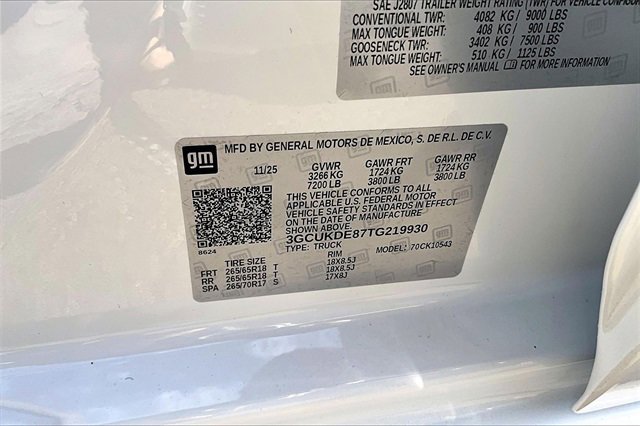 SAE J2807 TRAILER WEIGHT RATING (TWR) FOR VEHICLE CONFIGUR
CONVENTIONAL TWR: 4082 KG / 9000 LBS
MAX TONGUE WEIGHT: 408 KG / 900 LBS
GOOSENECK TWR: 3402 KG / 7500 LBS
MAX TONGUE WEIGHT: 510 KG / 1125 LBS
SEE OWNER'S MANUAL gm FOR MORE INFORMATION
gm
MFD BY GENERAL MOTORS DE MEXICO, S. DE R.L. DE C.V.
11/25 GVWR GAWR FRT GAWR RR
3266 KG 1724 KG 1724 KG
7200 LB 3800 LB 3800 LB
THIS VEHICLE CONFORMS TO ALL
APPLICABLE U.S. FEDERAL MOTOR
VEHICLE SAFETY STANDARDS IN EFFECT
ON THE DATE OF MANUFACTURE
SHOWN ABOVE.
3GCUKDE87TG219930
TYPE: TRUCK MODEL: 70CK10543
8624
TIRE SIZE RIM
FRT 265/65R18 T 18X8.5J
RR 265/65R18 T 18X8.5J
SPA 265/70R17 S 17X8J